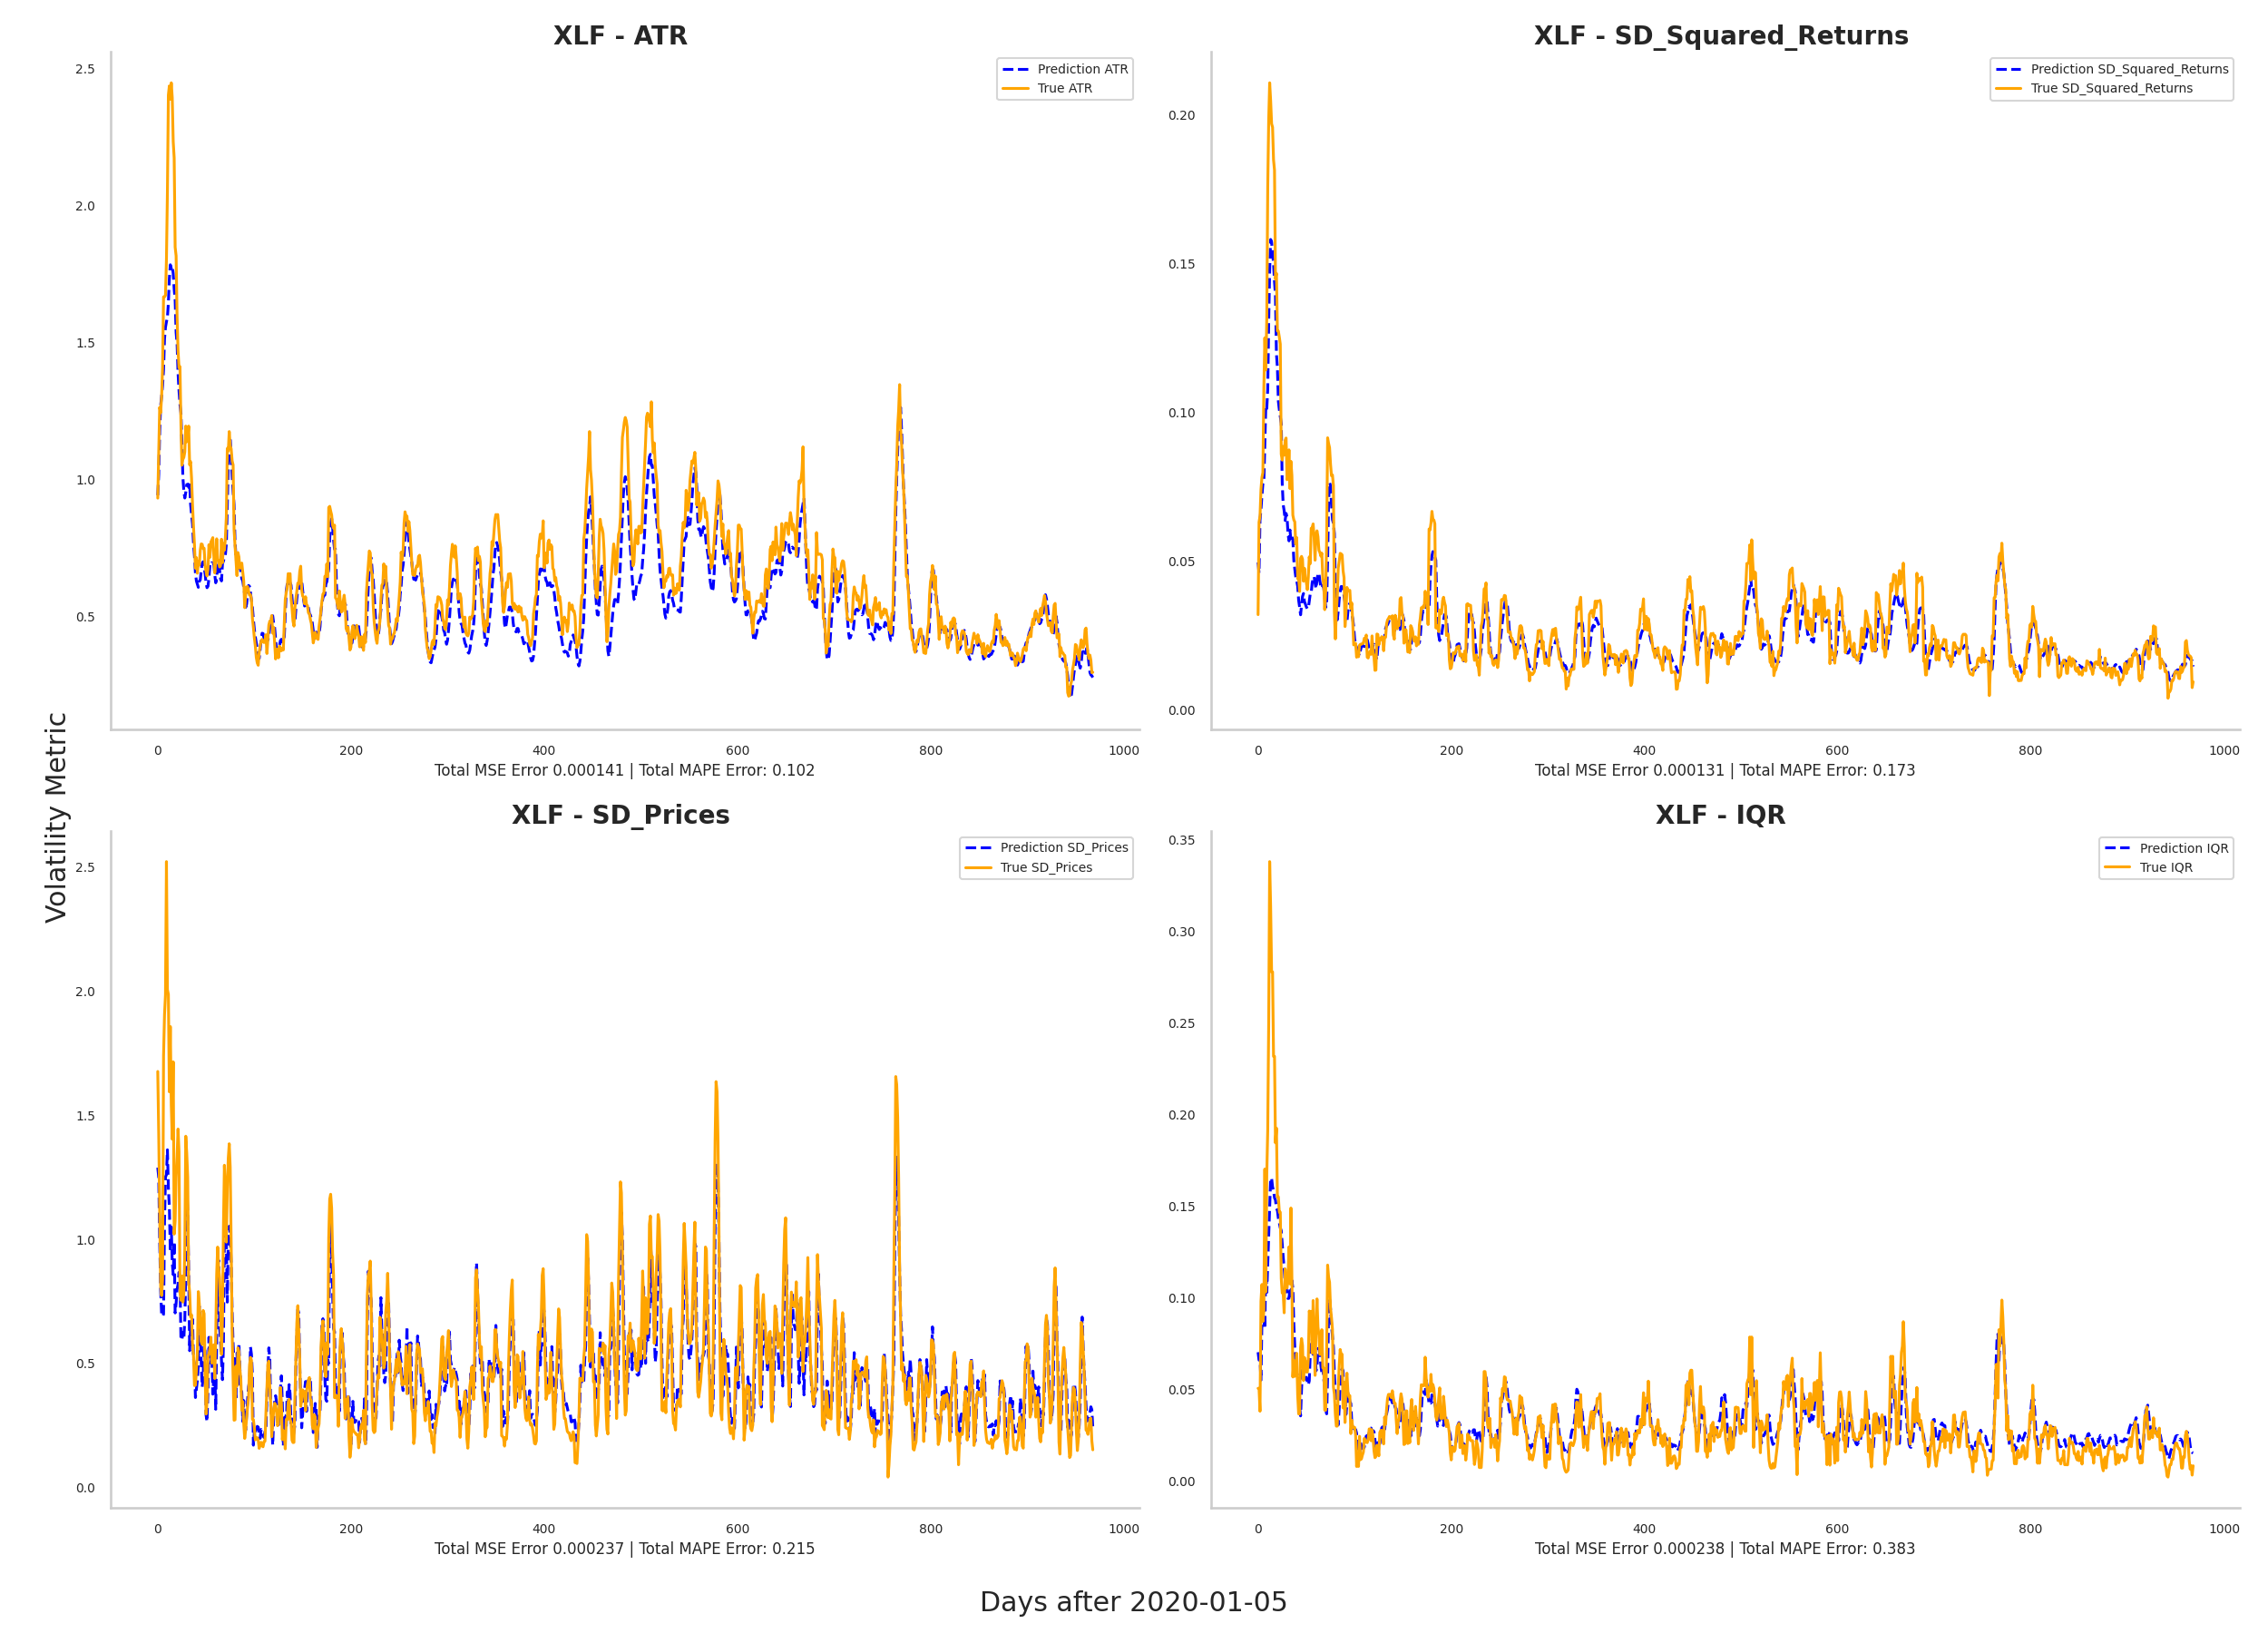 XLF - ATR
2.5
2.0
1.5
1.0
0.5
Prediction ATR
True ATR
0 200 400 600 800 1000
Total MSE Error 0.000141 | Total MAPE Error: 0.102
XLF - SD_Squared_Returns
0.20
0.15
0.10
0.05
0.00
Prediction SD_Squared_Returns
True SD_Squared_Returns
0 200 400 600 800 1000
Total MSE Error 0.000131 | Total MAPE Error: 0.173
Volatility Metric
XLF - SD_Prices
2.5
2.0
1.5
1.0
0.5
0.0
Prediction SD_Prices
True SD_Prices
0 200 400 600 800 1000
Total MSE Error 0.000237 | Total MAPE Error: 0.215
XLF - IQR
0.35
0.30
0.25
0.20
0.15
0.10
0.05
0.00
Prediction IQR
True IQR
0 200 400 600 800 1000
Total MSE Error 0.000238 | Total MAPE Error: 0.383
Days after 2020-01-05